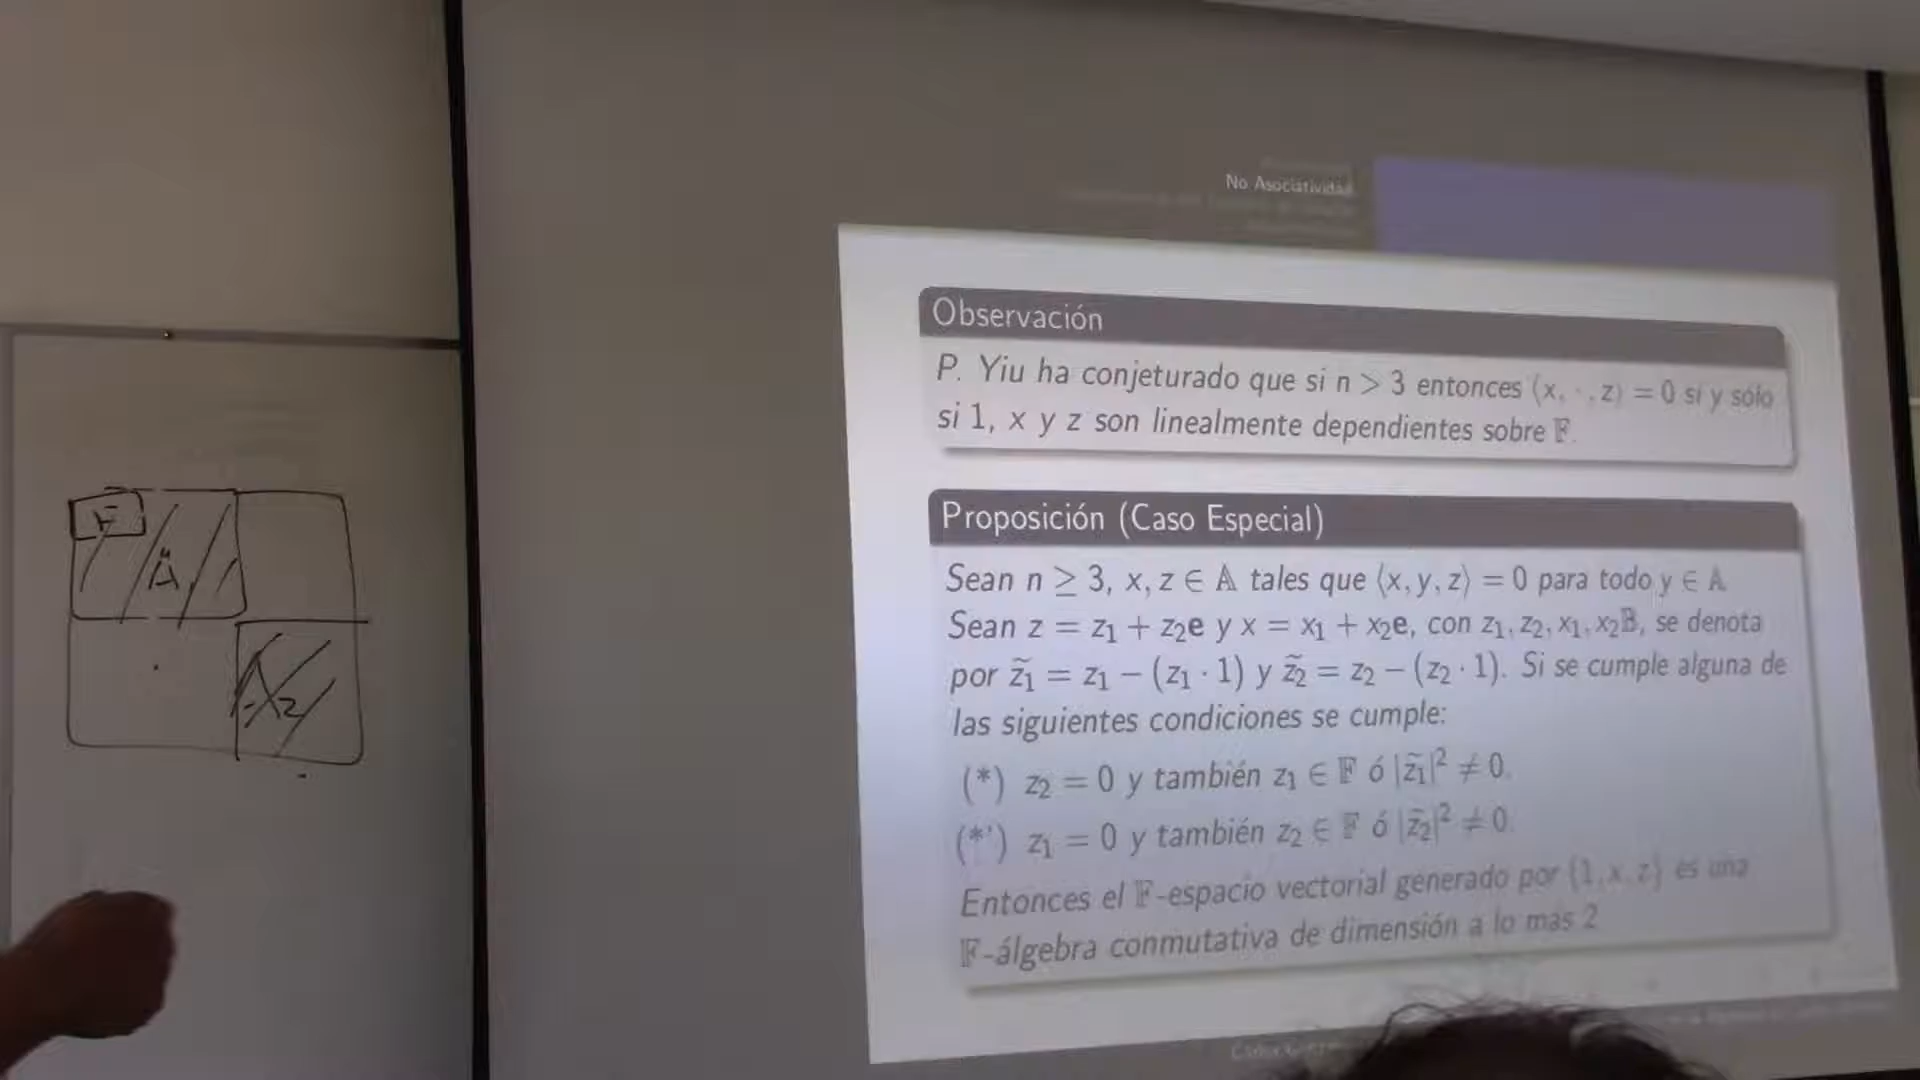 No Asociatividad
Observación
P. Yiu ha conjeturado que si n > 3 entonces ⟨x, ·, z⟩ = 0 si y sólo
si 1, x y z son linealmente dependientes sobre 𝔽.
Proposición (Caso Especial)
Sean n ≥ 3, x, z ∈ 𝔸 tales que ⟨x, y, z⟩ = 0 para todo y ∈ 𝔸
Sean z = z₁ + z₂e y x = x₁ + x₂e, con z₁, z₂, x₁, x₂𝔹, se denota
por z̃₁ = z₁ − (z₁ · 1) y z̃₂ = z₂ − (z₂ · 1). Si se cumple alguna de
las siguientes condiciones se cumple:
(*) z₂ = 0 y también z₁ ∈ 𝔽 ó |z̃₁|² ≠ 0.
(*') z₁ = 0 y también z₂ ∈ 𝔽 ó |z̃₂|² ≠ 0.
Entonces el 𝔽-espacio vectorial generado por {1, x, z} es una
𝔽-álgebra conmutativa de dimensión a lo mas 2